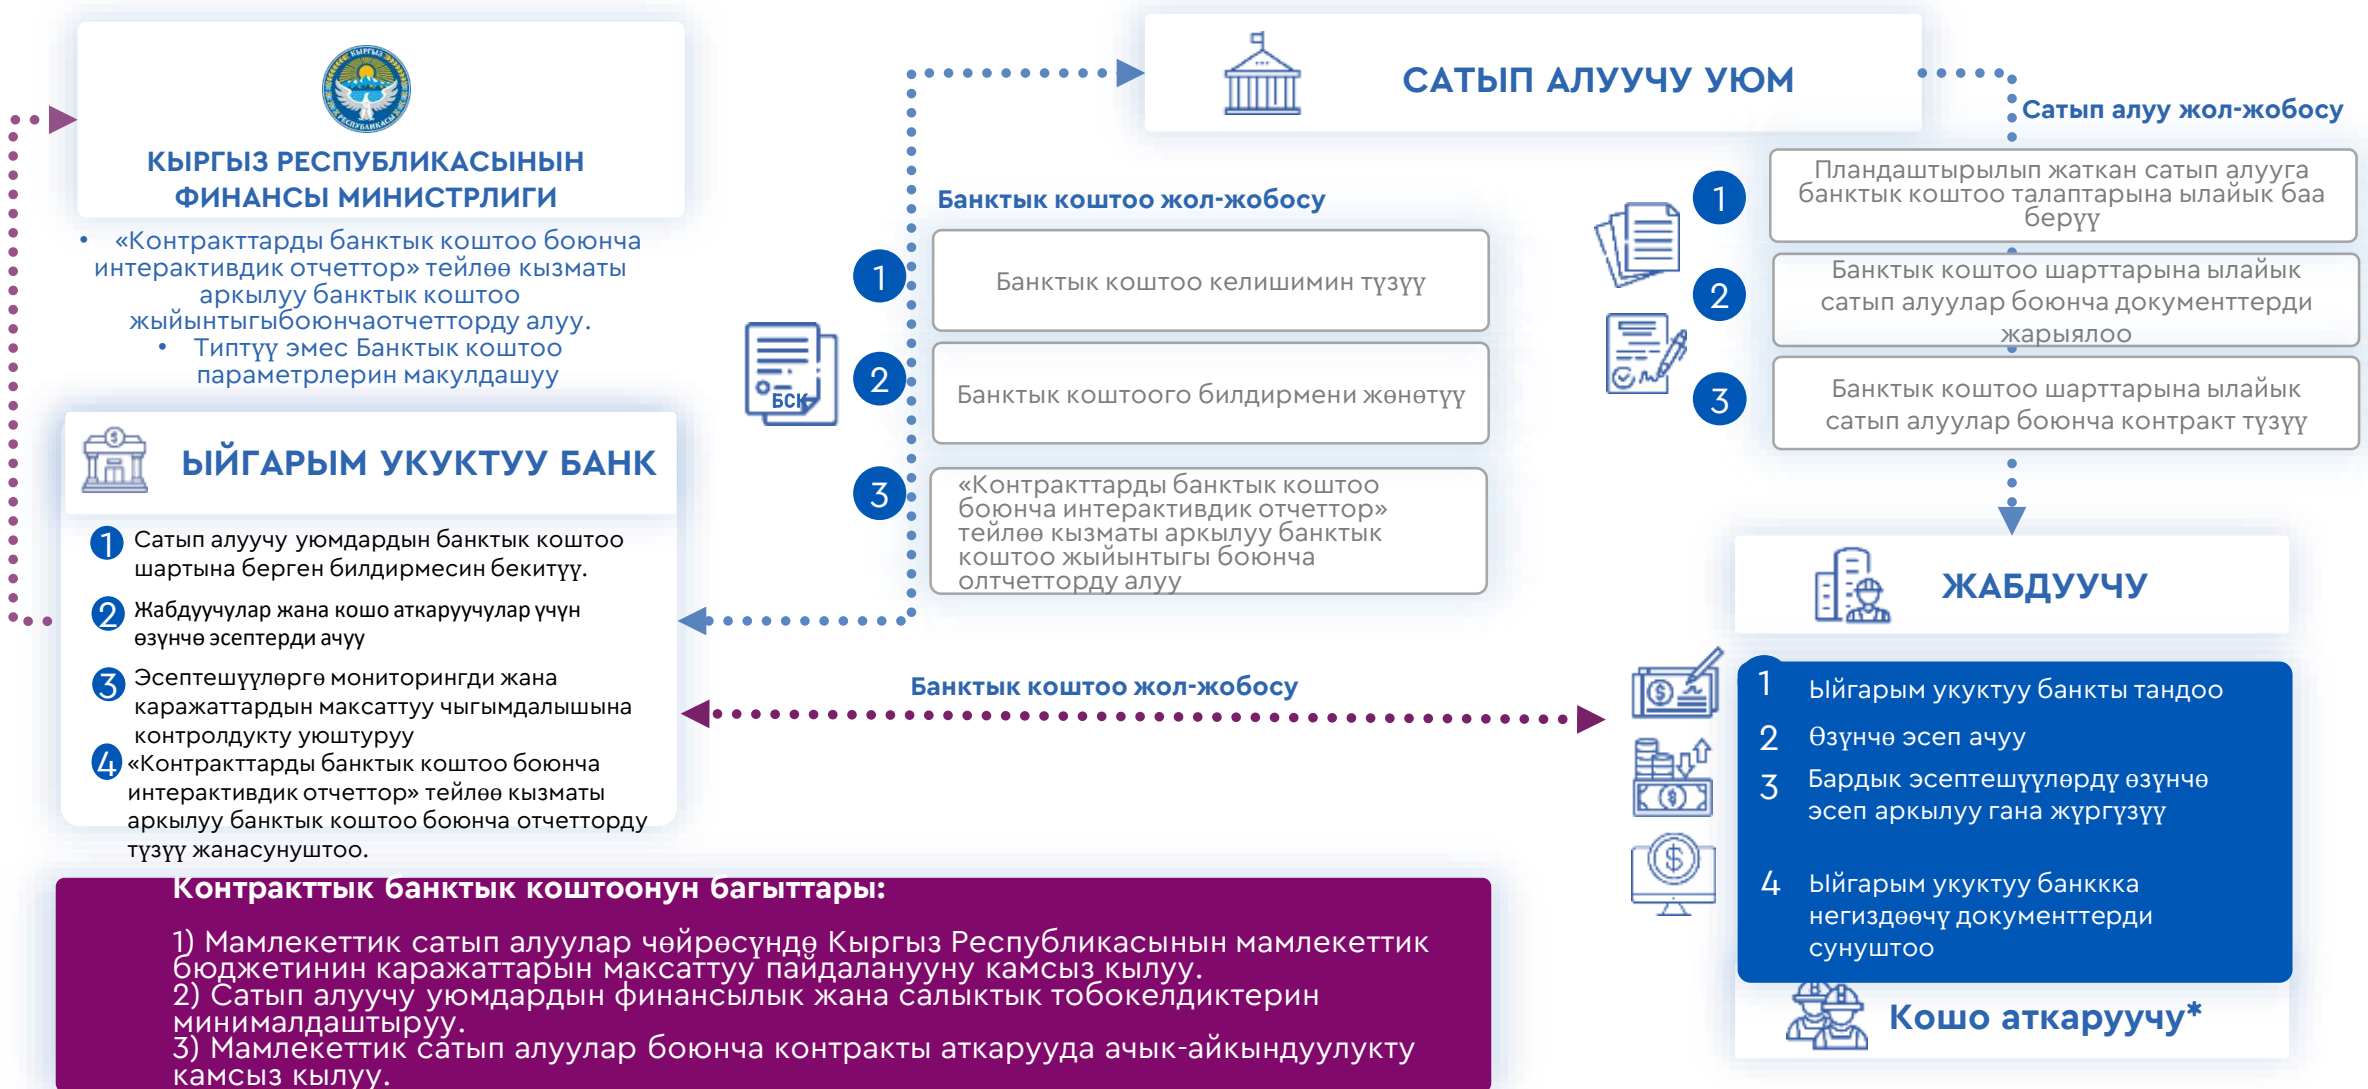 КЫРГЫЗ
РЕСПУБЛИКАСЫ
КЫРГЫЗ РЕСПУБЛИКАСЫНЫН
ФИНАНСЫ МИНИСТРЛИГИ
• «Контракттарды банктык коштоо боюнча
интерактивдик отчеттор» тейлөө кызматы
аркылуу банктык коштоо
жыйынтыгыбоюнчаотчетторду алуу.
• Типтүү эмес Банктык коштоо
параметрлерин макулдашуу
ЫЙГАРЫМ УКУКТУУ БАНК
1 Сатып алуучу уюмдардын банктык коштоо
шартына берген билдирмесин бекитүү.
2 Жабдуучулар жана кошо аткаруучулар үчүн
өзүнчө эсептерди ачуу
3 Эсептешүүлөргө мониторингди жана
каражаттардын максаттуу чыгымдалышына
контролдукту уюштуруу
4 «Контракттарды банктык коштоо боюнча
интерактивдик отчеттор» тейлөө кызматы
аркылуу банктык коштоо боюнча отчетторду
түзүү жанасунуштоо.
САТЫП АЛУУЧУ УЮМ
Банктык коштоо жол-жобосу
1 Банктык коштоо келишимин түзүү
БСК
2 Банктык коштоого билдирмени жөнөтүү
3 «Контракттарды банктык коштоо
боюнча интерактивдик отчеттор»
тейлөө кызматы аркылуу банктык
коштоо жыйынтыгы боюнча
олтчетторду алуу
Банктык коштоо жол-жобосу
Сатып алуу жол-жобосу
1 Пландаштырылып жаткан сатып алууга
банктык коштоо талаптарына ылайык баа
берүү
2 Банктык коштоо шарттарына ылайык
сатып алуулар боюнча документтерди
жарыялоо
3 Банктык коштоо шарттарына ылайык
сатып алуулар боюнча контракт түзүү
ЖАБДУУЧУ
1 Ыйгарым укуктуу банкты тандоо
2 Өзүнчө эсеп ачуу
3 Бардык эсептешүүлөрдү өзүнчө
эсеп аркылуу гана жүргүзүү
4 Ыйгарым укуктуу банккка
негиздөөчү документтерди
сунуштоо
Кошо аткаруучу*
Контракттык банктык коштоонун багыттары:
1) Мамлекеттик сатып алуулар чөйрөсүндө Кыргыз Республикасынын мамлекеттик
бюджетинин каражаттарын максаттуу пайдаланууну камсыз кылуу.
2) Сатып алуучу уюмдардын финансылык жана салыктык тобокелдиктерин
минималдаштыруу.
3) Мамлекеттик сатып алуулар боюнча контракты аткарууда ачык-айкындуулукту
камсыз кылуу.